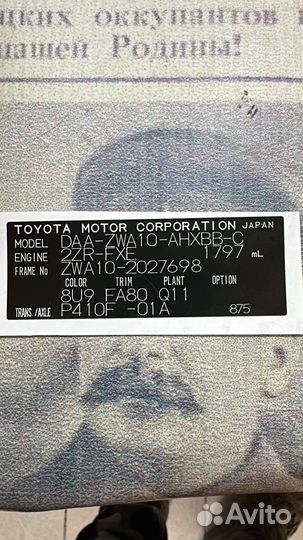 цких оккупантов
нашей Родины!
TOYOTA MOTOR CORPORATION JAPAN
MODEL DAA-ZWA10-AHXBB-C
ENGINE 2ZR-FXE 1797 mL
FRAME No ZWA10-2027698
COLOR TRIM PLANT OPTION
8U9 FA80 Q11
TRANS./AXLE P410F -01A 875
Avito